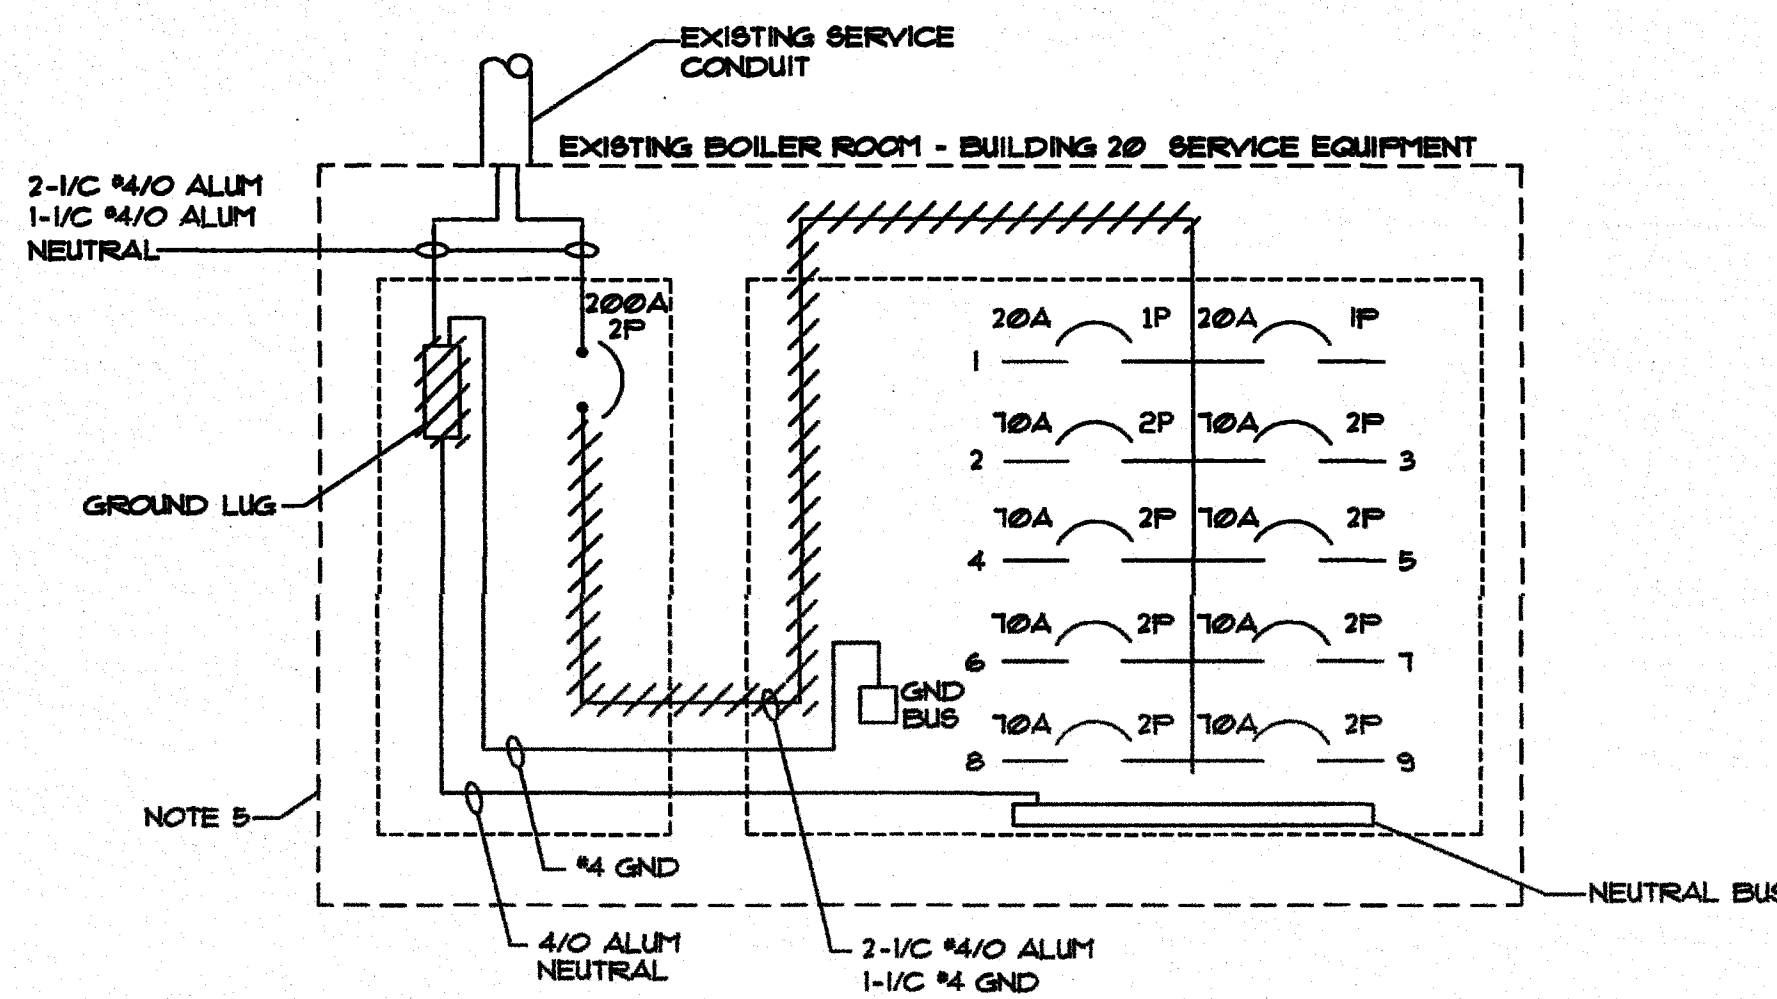 EXISTING SERVICE
CONDUIT
EXISTING BOILER ROOM - BUILDING 20 SERVICE EQUIPMENT
2-1/C #4/0 ALUM
1-1/C #4/0 ALUM
NEUTRAL
200A
2P
20A 1P 20A 1P
1
70A 2P 70A 2P
2 3
GROUND LUG
70A 2P 70A 2P
4 5
70A 2P 70A 2P
6 7
GND
BUS
70A 2P 70A 2P
8 9
NOTE 5
#4 GND
NEUTRAL BUS
4/0 ALUM
NEUTRAL
2-1/C #4/0 ALUM
1-1/C #4 GND